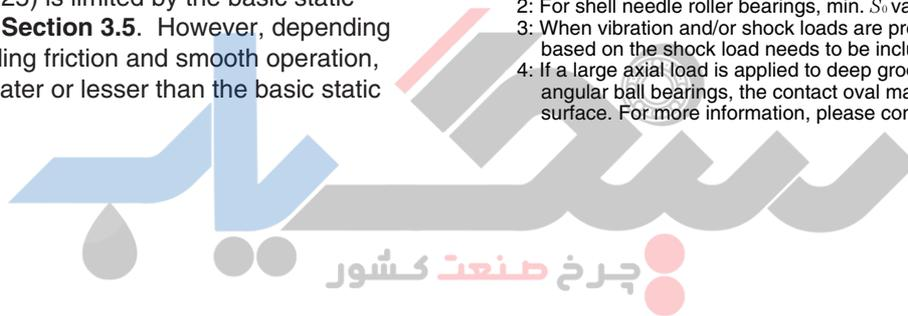 25) is limited by the basic static
Section 3.5. However, depending
ling friction and smooth operation,
ater or lesser than the basic static
2: For shell needle roller bearings, min. S₀ va
3: When vibration and/or shock loads are pre
based on the shock load needs to be inclu
4: If a large axial load is applied to deep groo
angular ball bearings, the contact oval ma
surface. For more information, please con
چرخ صنعت کشور